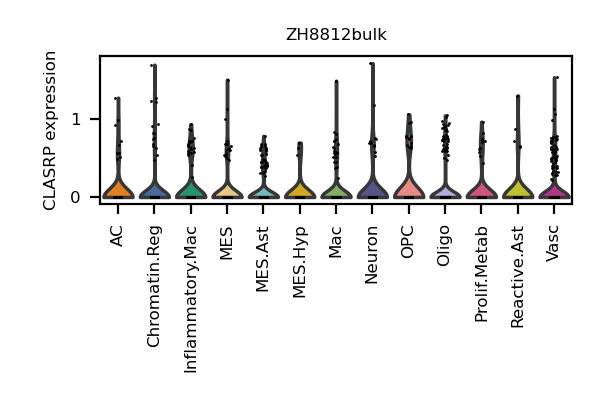 ZH8812bulk
CLASRP expression
1
0
AC
Chromatin.Reg
Inflammatory.Mac
MES
MES.Ast
MES.Hyp
Mac
Neuron
OPC
Oligo
Prolif.Metab
Reactive.Ast
Vasc